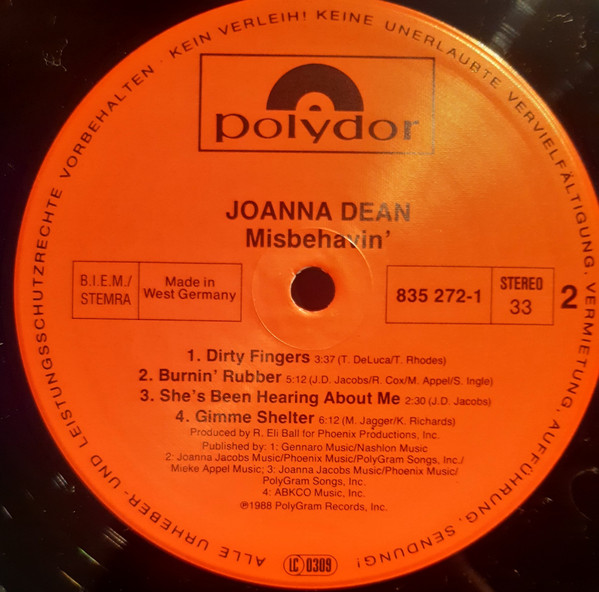 ALLE URHEBER- UND LEISTUNGSSCHUTZRECHTE VORBEHALTEN · KEIN VERLEIH! KEINE UNERLAUBTE VERVIELFÄLTIGUNG, VERMIETUNG, AUFFÜHRUNG, SENDUNG!
polydor
JOANNA DEAN
Misbehavin'
B.I.E.M./
STEMRA
Made in
West Germany
835 272-1
STEREO
33
2
1. Dirty Fingers 3:37 (T. DeLuca/T. Rhodes)
2. Burnin' Rubber 5:12 (J.D. Jacobs/R. Cox/M. Appel/S. Ingle)
3. She's Been Hearing About Me 2:30 (J.D. Jacobs)
4. Gimme Shelter 6:12 (M. Jagger/K. Richards)
Produced by R. Eli Ball for Phoenix Productions, Inc.
Published by: 1: Gennaro Music/Nashlon Music
2: Joanna Jacobs Music/Phoenix Music/PolyGram Songs, Inc./
Mieke Appel Music; 3: Joanna Jacobs Music/Phoenix Music/
PolyGram Songs, Inc.
4: ABKCO Music, Inc.
℗1988 PolyGram Records, Inc.
LC 0309